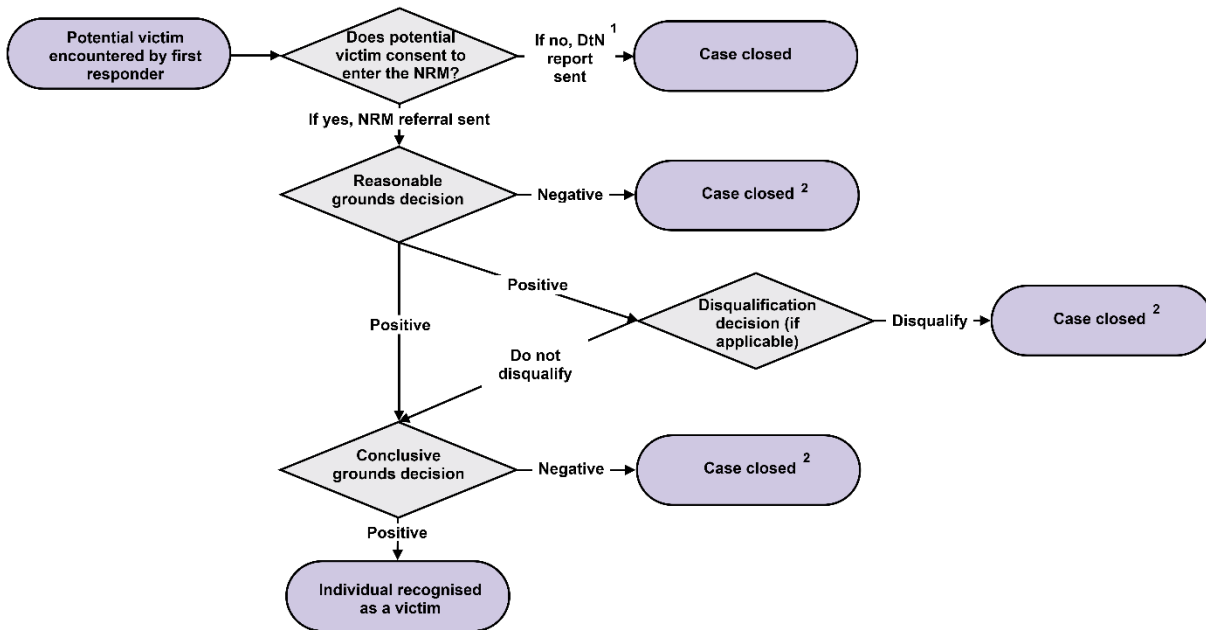 Potential victim
encountered by first
responder
Does potential
victim consent to
enter the NRM?
If no, DtN 1
report
sent
Case closed
If yes, NRM referral sent
Reasonable
grounds decision
Negative
Case closed 2
Positive
Positive
Disqualification
decision (if
applicable)
Disqualify
Case closed 2
Do not
disqualify
Conclusive
grounds decision
Negative
Case closed 2
Positive
Individual recognised
as a victim